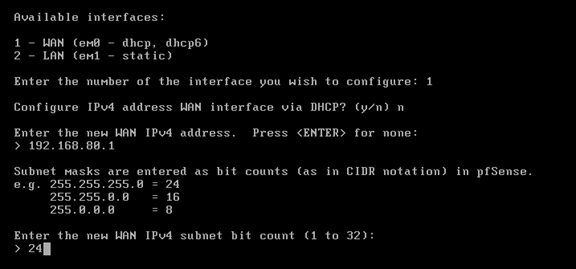 Available interfaces:
1 - WAN (em0 - dhcp, dhcp6)
2 - LAN (em1 - static)
Enter the number of the interface you wish to configure: 1
Configure IPv4 address WAN interface via DHCP? (y/n) n
Enter the new WAN IPv4 address.  Press <ENTER> for none:
> 192.168.80.1
Subnet masks are entered as bit counts (as in CIDR notation) in pfSense.
e.g. 255.255.255.0 = 24
     255.255.0.0   = 16
     255.0.0.0     = 8
Enter the new WAN IPv4 subnet bit count (1 to 32):
> 24